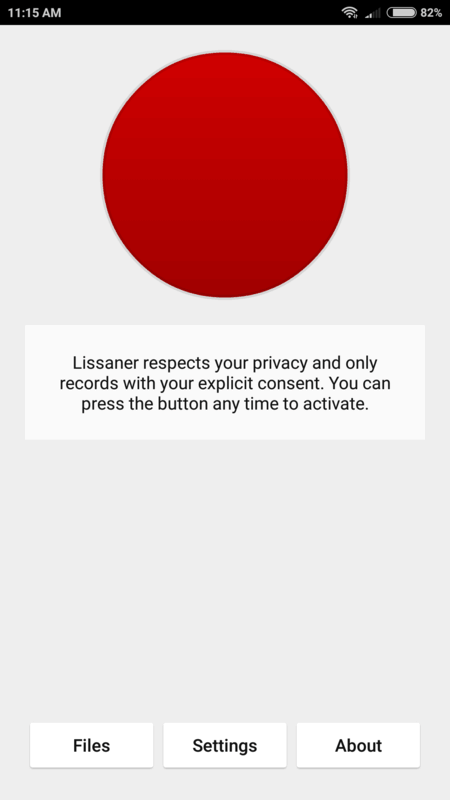 11:15 AM 82%
Lissaner respects your privacy and only
records with your explicit consent. You can
press the button any time to activate.
Files Settings About